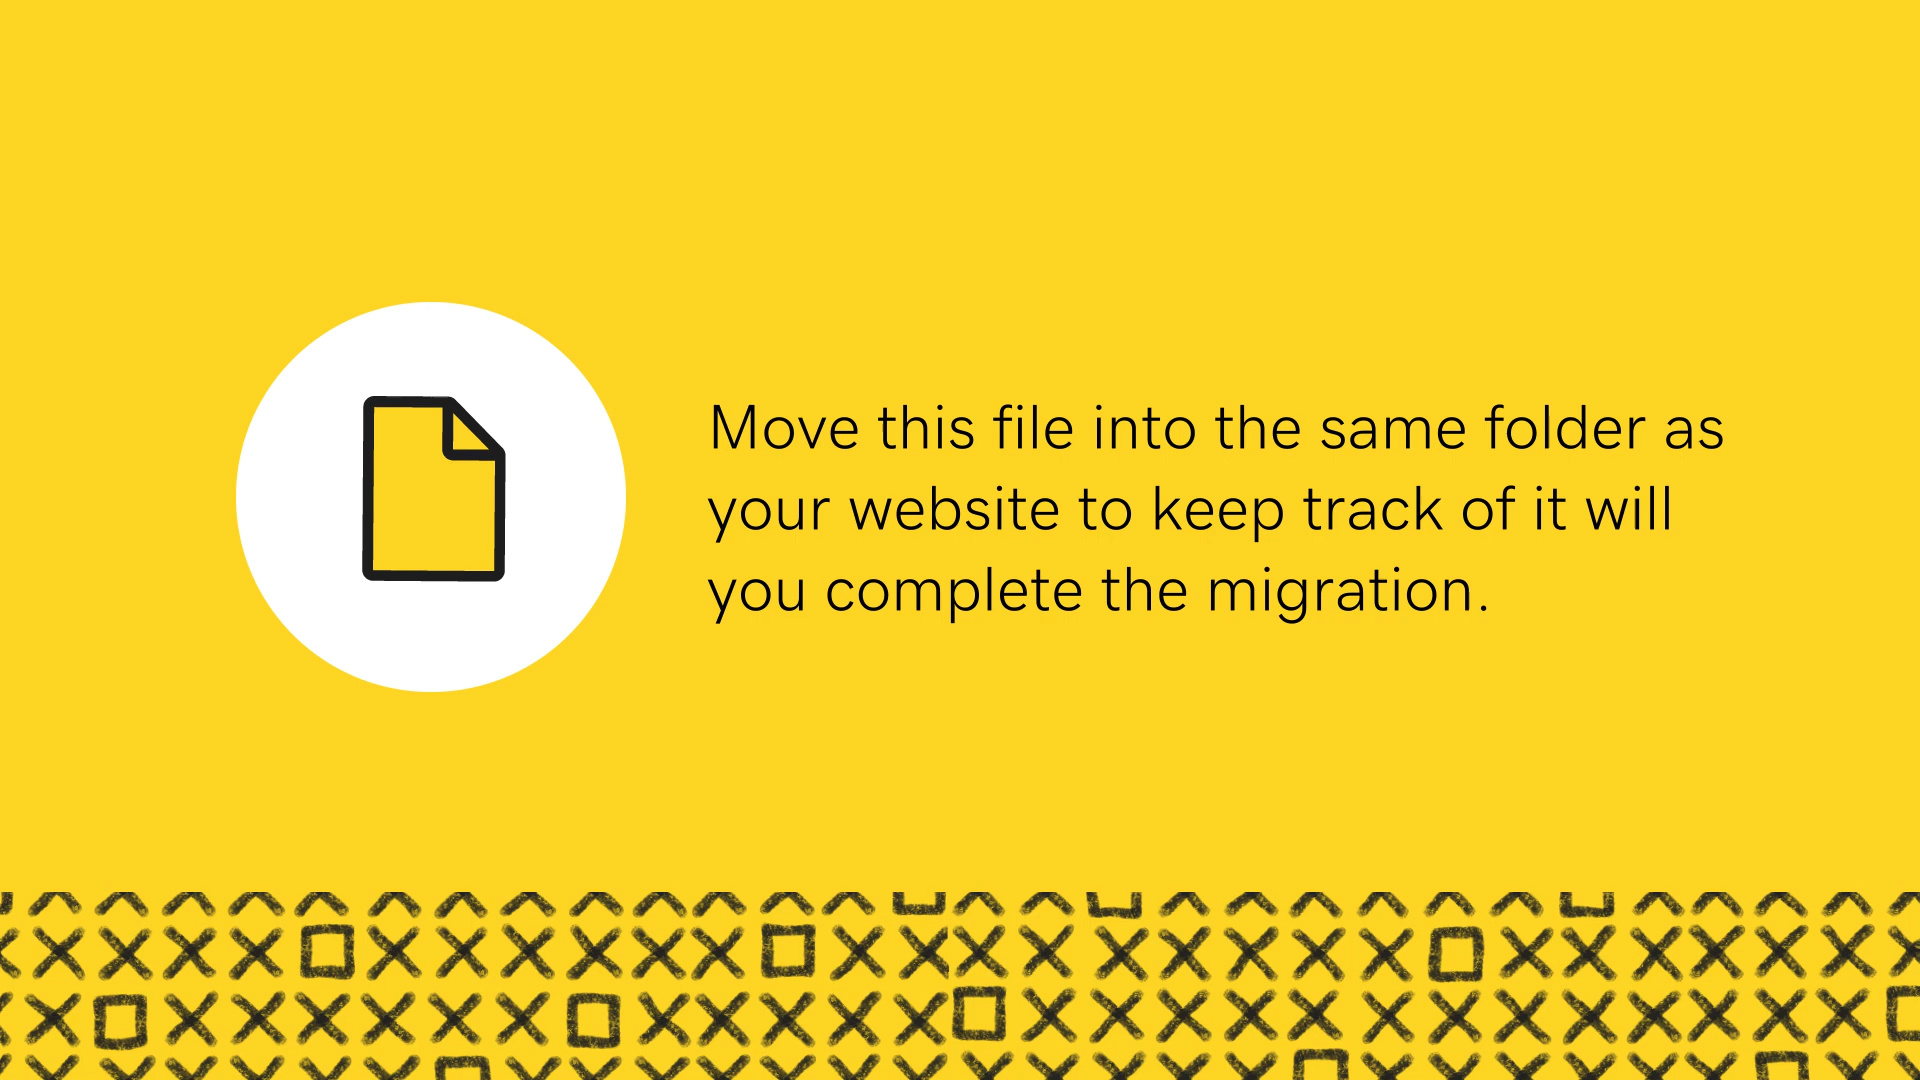 Move this file into the same folder as
your website to keep track of it will
you complete the migration.